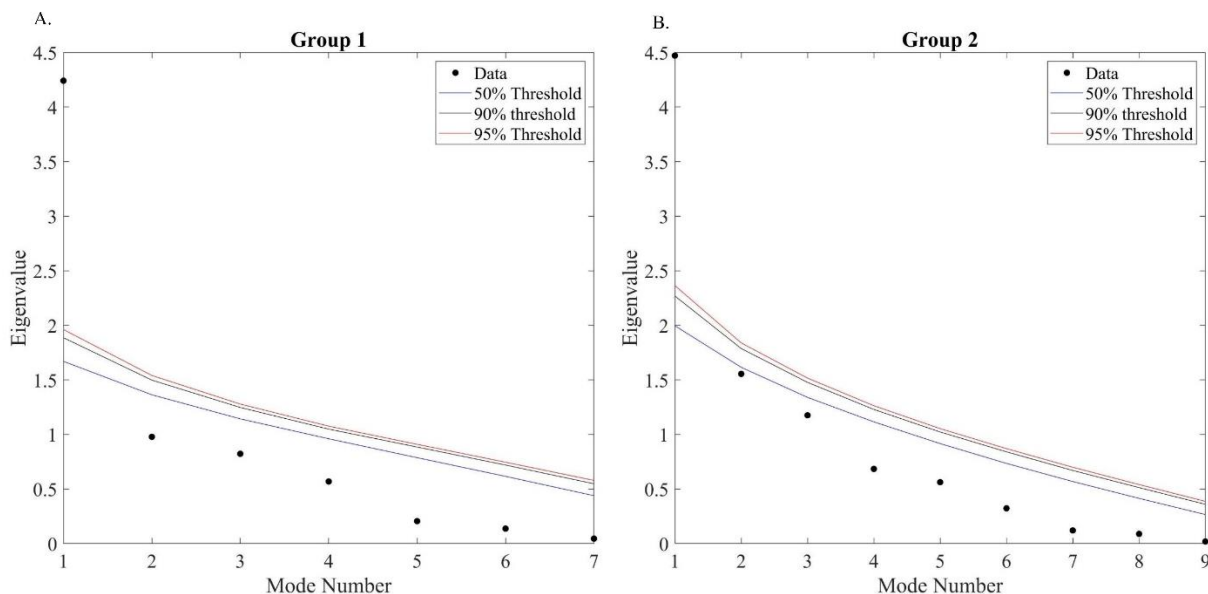 A.
Group 1
4.5
4
3.5
3
2.5
2
1.5
1
0.5
0
Eigenvalue
1 2 3 4 5 6 7
Mode Number
Data
50% Threshold
90% threshold
95% Threshold
B.
Group 2
4.5
4
3.5
3
2.5
2
1.5
1
0.5
0
Eigenvalue
1 2 3 4 5 6 7 8 9
Mode Number
Data
50% Threshold
90% threshold
95% Threshold